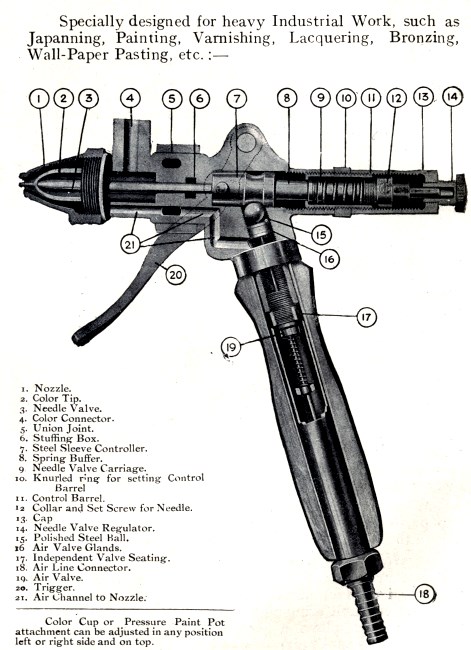 Specially designed for heavy Industrial Work, such as
Japanning, Painting, Varnishing, Lacquering, Bronzing,
Wall-Paper Pasting, etc. :—
1 2 3 4 5 6 7 8 9 10 11 12 13 14
15
16
21
20
17
19
18
1. Nozzle.
2. Color Tip.
3. Needle Valve.
4. Color Connector.
5. Union Joint.
6. Stuffing Box.
7. Steel Sleeve Controller.
8. Spring Buffer.
9 Needle Valve Carriage.
10. Knurled ring for setting Control
Barrel
11. Control Barrel.
12 Collar and Set Screw for Needle.
13. Cap
14. Needle Valve Regulator.
15. Polished Steel Ball.
16 Air Valve Glands.
17. Independent Valve Seating.
18. Air Line Connector.
19. Air Valve.
20. Trigger.
21. Air Channel to Nozzle.
Color Cup or Pressure Paint Pot
attachment can be adjusted in any position
left or right side and on top.